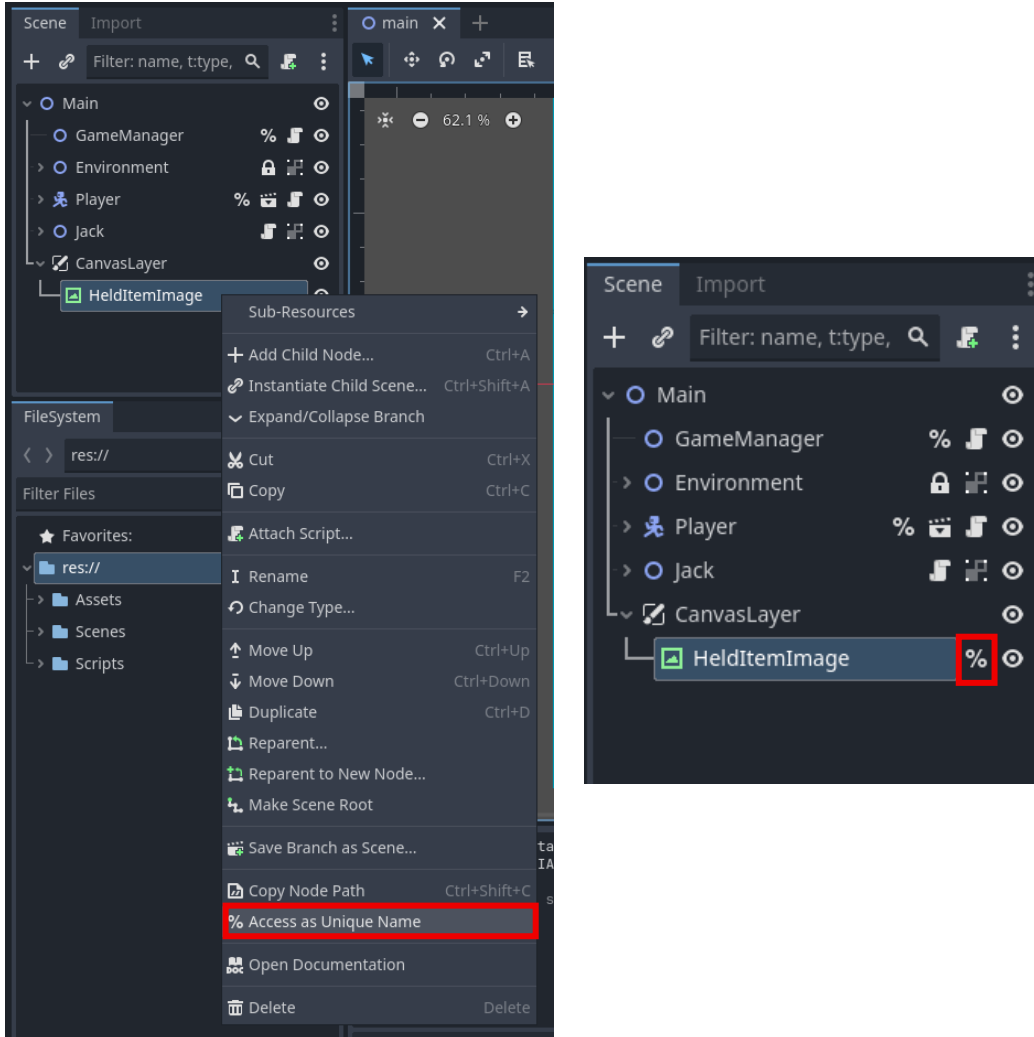 Scene Import
main
Filter: name, t:type,
Main
62.1 %
GameManager %
Environment
Player %
Jack
CanvasLayer
HeldItemImage
Sub-Resources
Add Child Node... Ctrl+A
Instantiate Child Scene... Ctrl+Shift+A
Expand/Collapse Branch
Cut Ctrl+X
Copy Ctrl+C
Attach Script...
Rename F2
Change Type...
Move Up Ctrl+Up
Move Down Ctrl+Down
Duplicate Ctrl+D
Reparent...
Reparent to New Node...
Make Scene Root
Save Branch as Scene...
Copy Node Path Ctrl+Shift+C
% Access as Unique Name
Open Documentation
DOC
Delete Delete
FileSystem
res://
Filter Files
Favorites:
res://
Assets
Scenes
Scripts
ta
IA
s
Scene Import
Filter: name, t:type,
Main
GameManager %
Environment
Player %
Jack
CanvasLayer
HeldItemImage %